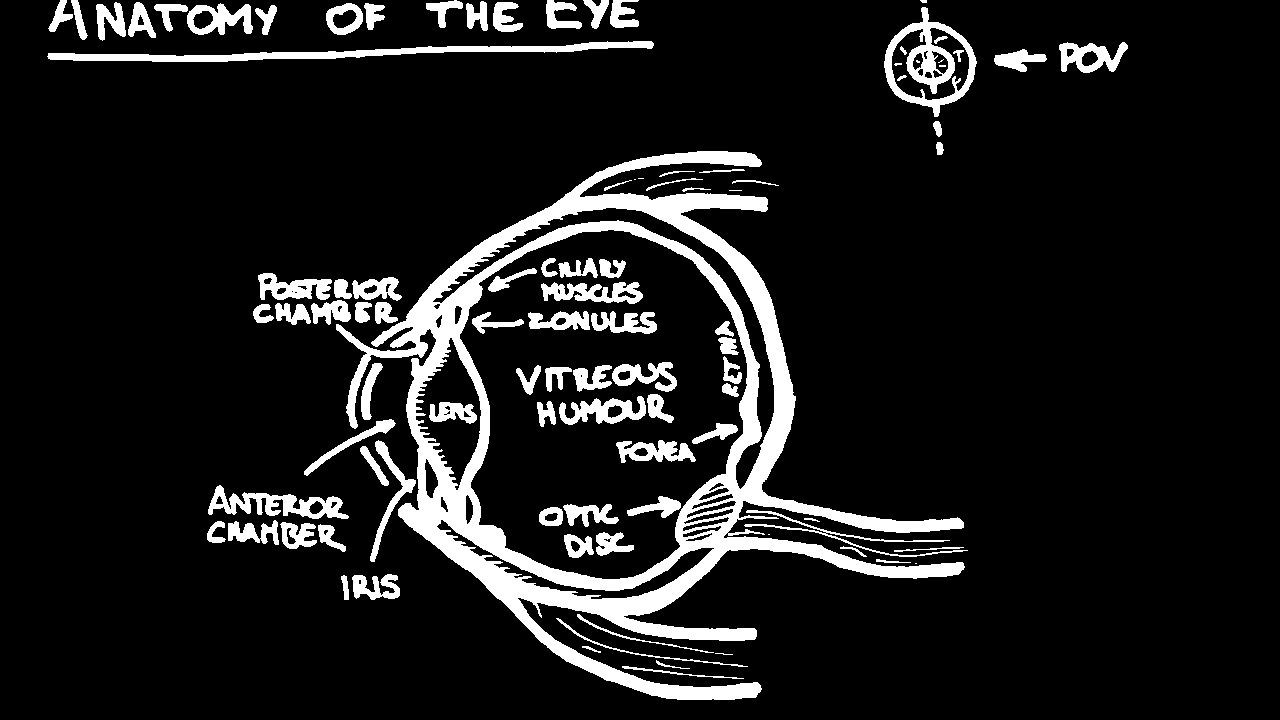 ANATOMY OF THE EYE
POV
CILIARY
MUSCLES
POSTERIOR
CHAMBER
ZONULES
RETINA
VITREOUS
HUMOUR
LENS
FOVEA
ANTERIOR
CHAMBER
OPTIC
DISC
IRIS